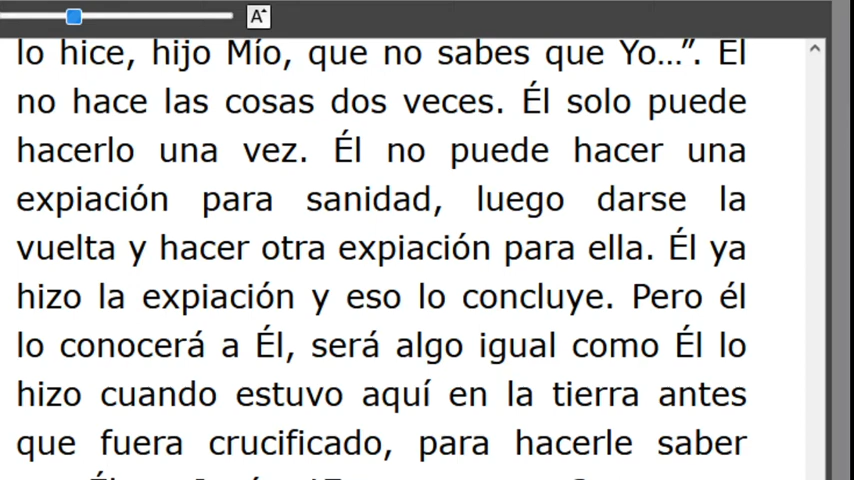 A
lo hice, hijo Mío, que no sabes que Yo…”. Él
no hace las cosas dos veces. Él solo puede
hacerlo una vez. Él no puede hacer una
expiación para sanidad, luego darse la
vuelta y hacer otra expiación para ella. Él ya
hizo la expiación y eso lo concluye. Pero él
lo conocerá a Él, será algo igual como Él lo
hizo cuando estuvo aquí en la tierra antes
que fuera crucificado, para hacerle saber